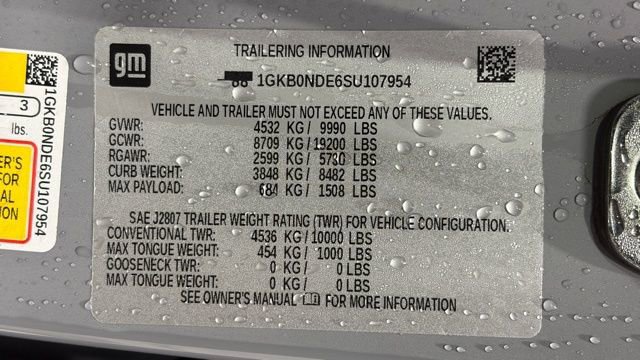 gm
TRAILERING INFORMATION
1GKB0NDE6SU107954
VEHICLE AND TRAILER MUST NOT EXCEED ANY OF THESE VALUES.
GVWR: 4532 KG/ 9990 LBS
GCWR: 8709 KG/19200 LBS
RGAWR: 2599 KG/ 5730 LBS
CURB WEIGHT: 3848 KG/ 8482 LBS
MAX PAYLOAD: 684 KG/ 1508 LBS
SAE J2807 TRAILER WEIGHT RATING (TWR) FOR VEHICLE CONFIGURATION.
CONVENTIONAL TWR: 4536 KG/10000 LBS
MAX TONGUE WEIGHT: 454 KG/ 1000 LBS
GOOSENECK TWR: 0 KG/ 0 LBS
MAX TONGUE WEIGHT: 0 KG/ 0 LBS
SEE OWNER'S MANUAL FOR MORE INFORMATION
3
lbs.
ER'S
FOR
AL
ION
1GKB0NDE6SU107954